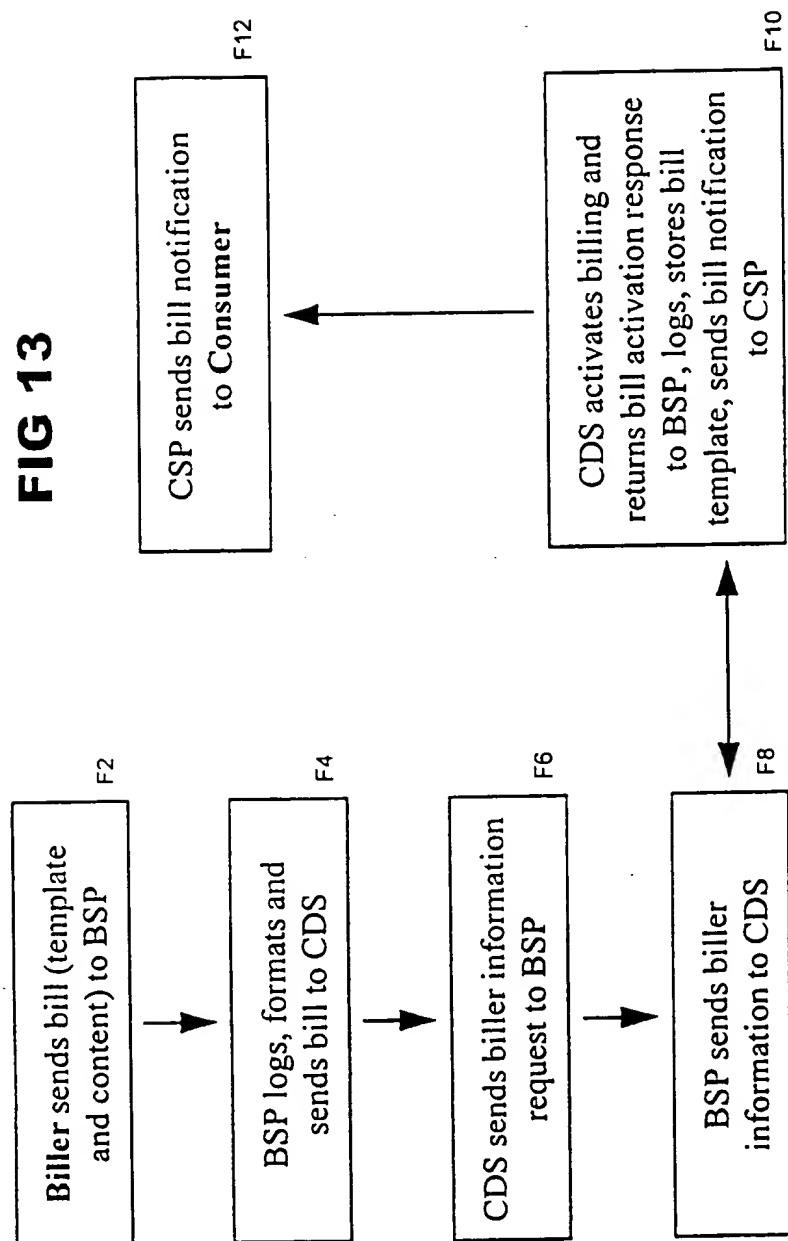 FIG 13
Biller sends bill (template
and content) to BSP
F2
BSP logs, formats and
sends bill to CDS
F4
CDS sends biller information
request to BSP
F6
BSP sends biller
information to CDS
F8
CDS activates billing and
returns bill activation response
to BSP, logs, stores bill
template, sends bill notification
to CSP
F10
CSP sends bill notification
to Consumer
F12